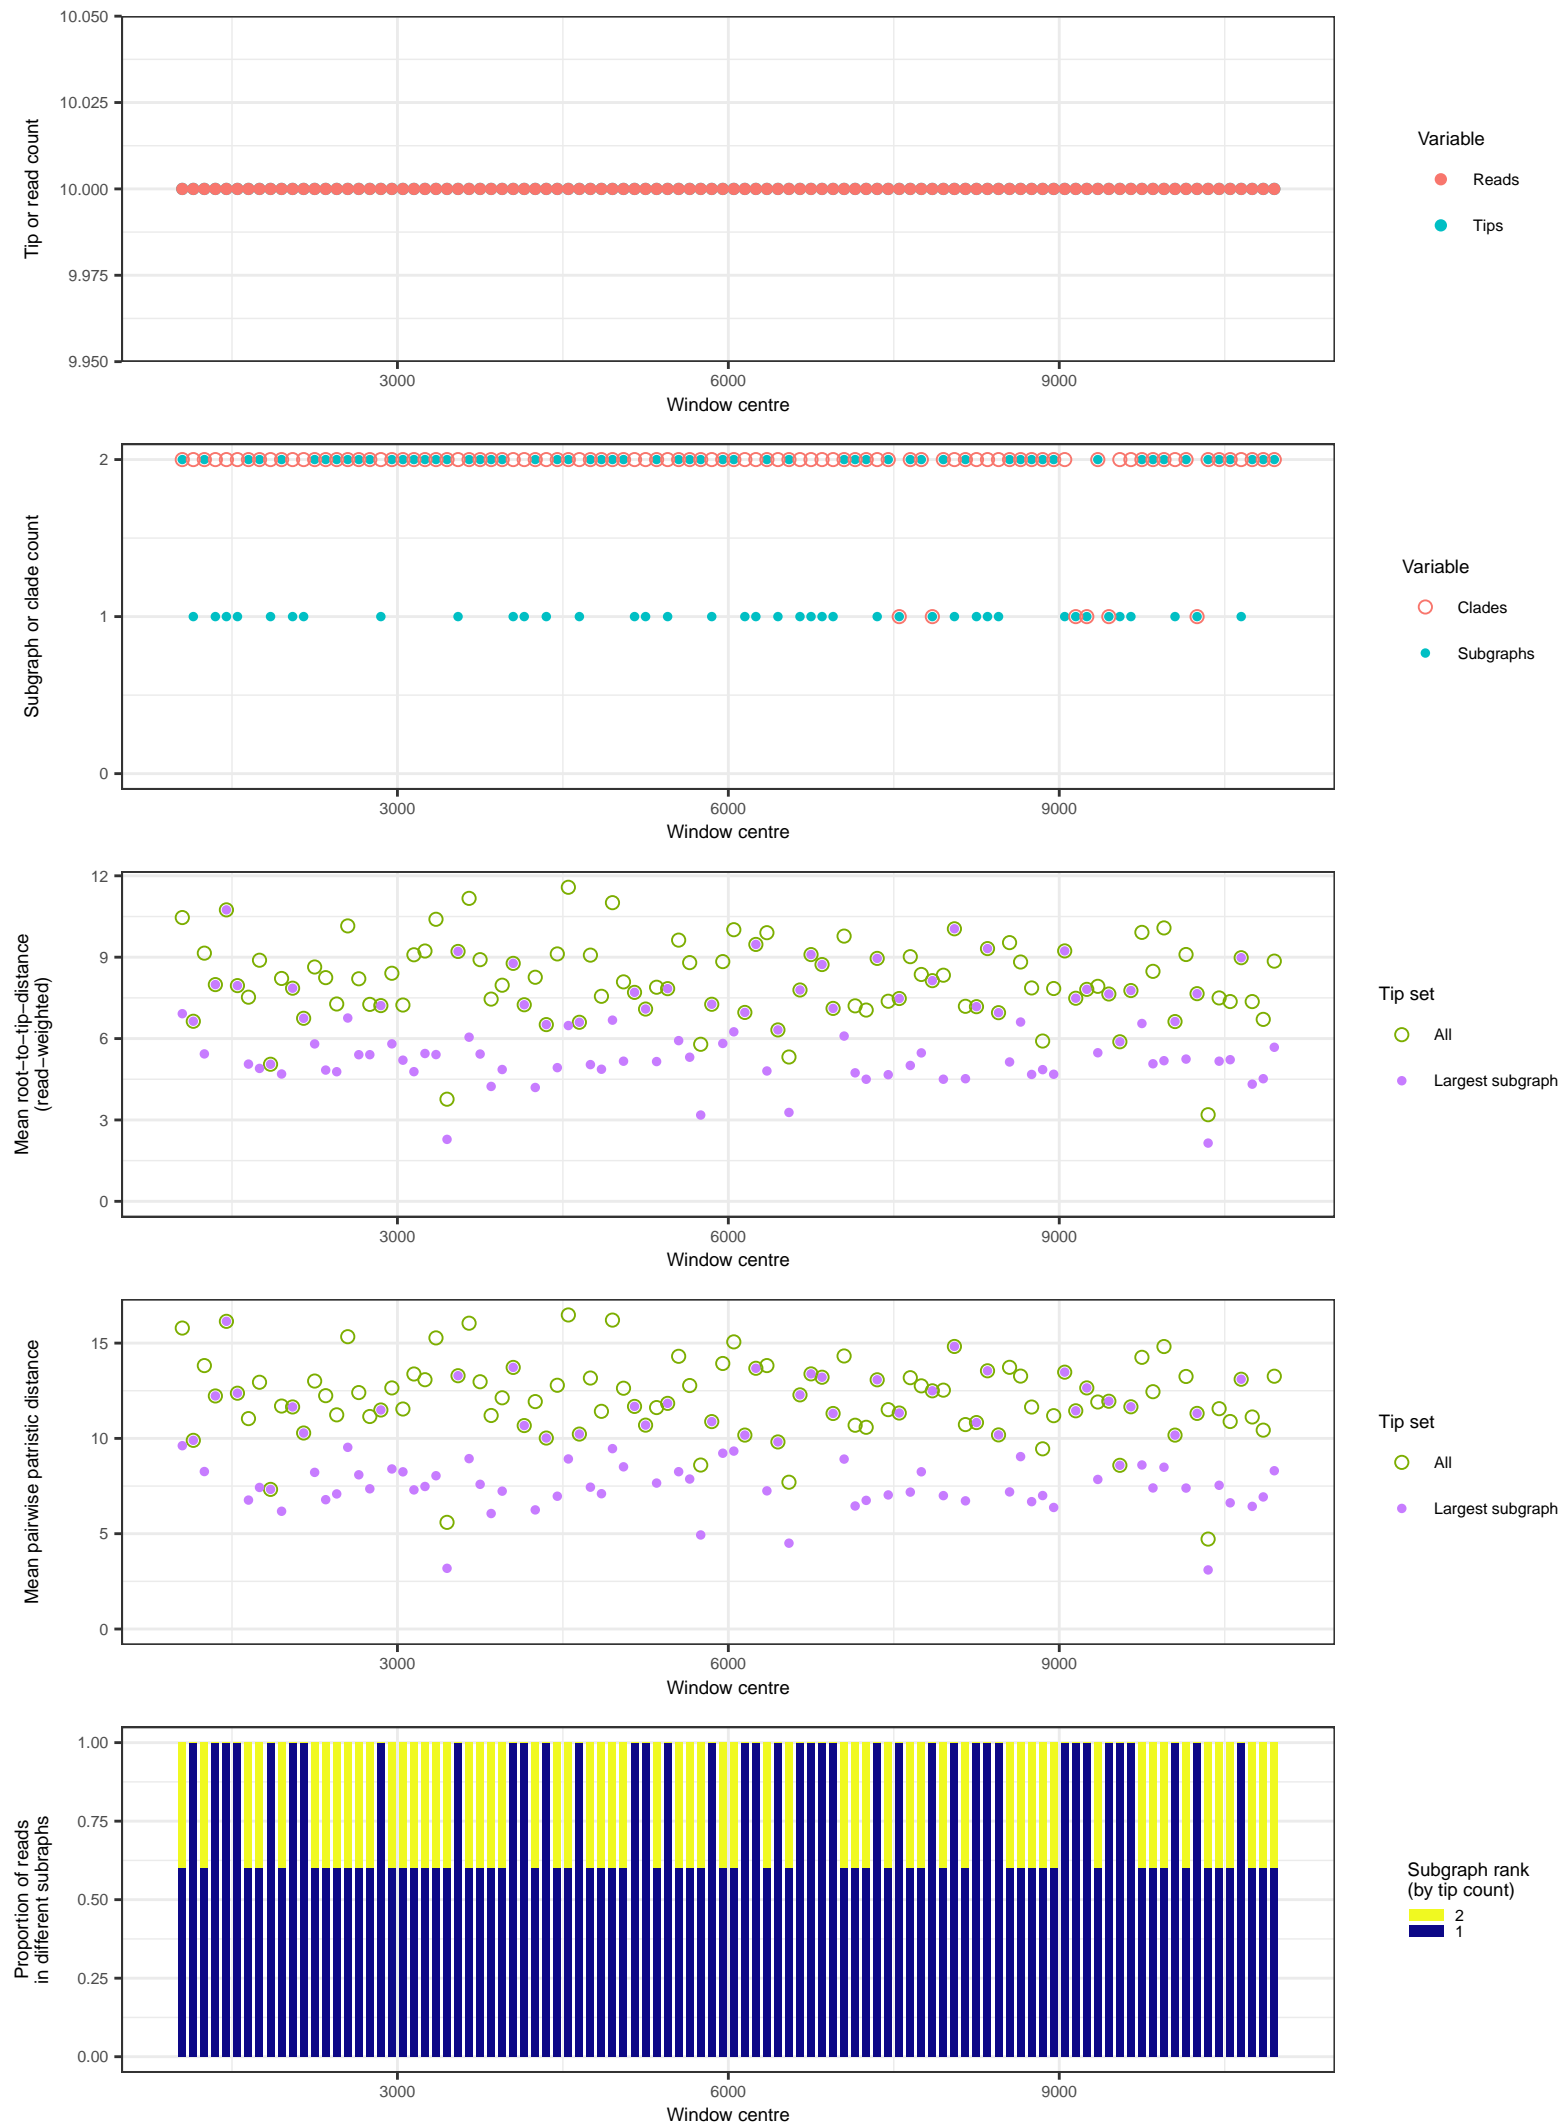 10.050
10.025
10.000
9.975
9.950
Tip or read count
3000
6000
9000
Window centre
Variable
Reads
Tips
2
1
0
Subgraph or clade count
3000
6000
9000
Window centre
Variable
Clades
Subgraphs
12
9
6
3
0
Mean root−to−tip−distance
(read−weighted)
3000
6000
9000
Window centre
Tip set
All
Largest subgraph
15
10
5
0
Mean pairwise patristic distance
3000
6000
9000
Window centre
Tip set
All
Largest subgraph
1.00
0.75
0.50
0.25
0.00
Proportion of reads
in different subraphs
3000
6000
9000
Window centre
Subgraph rank
(by tip count)
2
1